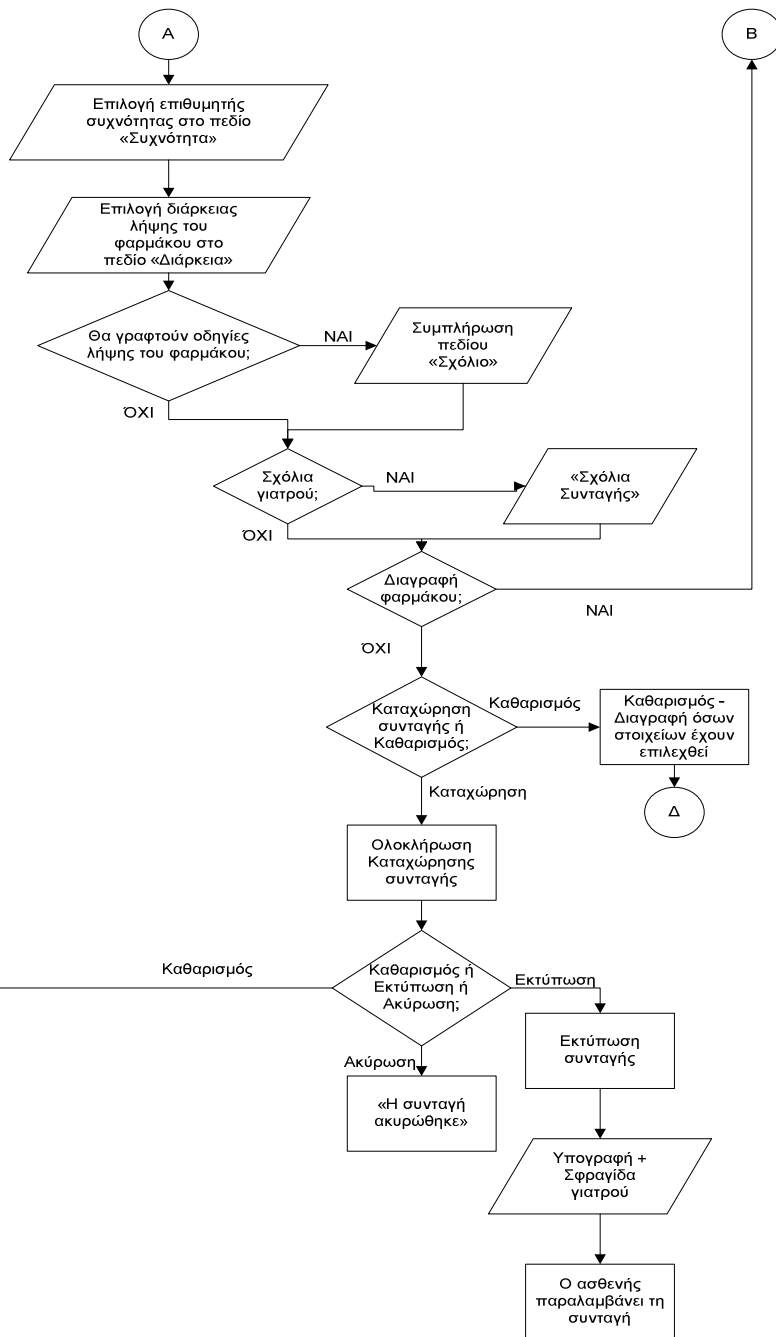 Α
Β
Επιλογή επιθυμητής
συχνότητας στο πεδίο
«Συχνότητα»
Επιλογή διάρκειας
λήψης του
φαρμάκου στο
πεδίο «Διάρκεια»
Θα γραφτούν οδηγίες
λήψης του φαρμάκου;
ΝΑΙ
Συμπλήρωση
πεδίου
«Σχόλιο»
ΌΧΙ
Σχόλια
γιατρού;
ΝΑΙ
«Σχόλια
Συνταγής»
ΌΧΙ
Διαγραφή
φαρμάκου;
ΝΑΙ
ΌΧΙ
Καταχώρηση
συνταγής ή
Καθαρισμός;
Καθαρισμός
Καθαρισμός -
Διαγραφή όσων
στοιχείων έχουν
επιλεχθεί
Δ
Καταχώρηση
Ολοκλήρωση
Καταχώρησης
συνταγής
Καθαρισμός
Καθαρισμός ή
Εκτύπωση ή
Ακύρωση;
Εκτύπωση
Εκτύπωση
συνταγής
Ακύρωση
«Η συνταγή
ακυρώθηκε»
Υπογραφή +
Σφραγίδα
γιατρού
Ο ασθενής
παραλαμβάνει τη
συνταγή